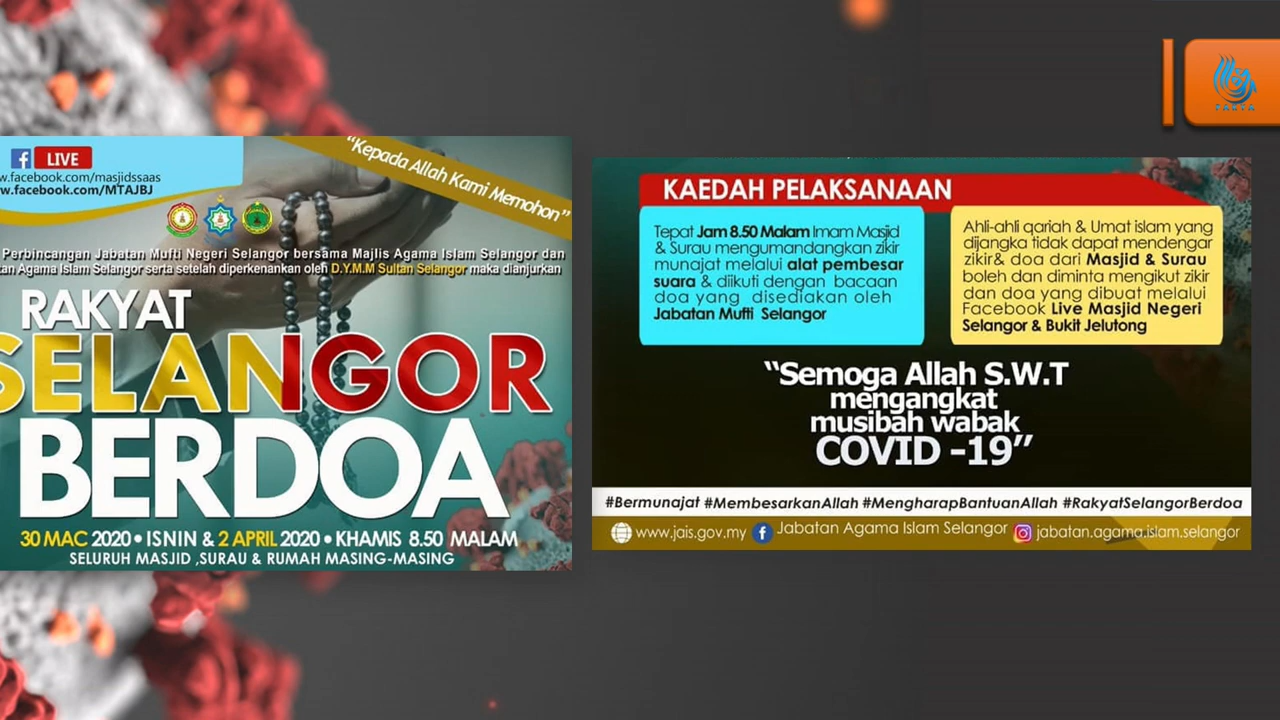 LIVE
w.facebook.com/masjidssaas
w.facebook.com/MTAJBJ
"Kepada Allah Kami Memohon"
Perbincangan Jabatan Mufti Negeri Selangor bersama Majlis Agama Islam Selangor dan
Agama Islam Selangor serta setelah diperkenankan oleh D.Y.M.M Sultan Selangor maka dianjurkan
RAKYAT
SELANGOR
BERDOA
30 MAC 2020 • ISNIN & 2 APRIL 2020 • KHAMIS 8.50 MALAM
SELURUH MASJID ,SURAU & RUMAH MASING-MASING
KAEDAH PELAKSANAAN
Tepat Jam 8.50 Malam Imam Masjid
& Surau mengumandangkan zikir
munajat melalui alat pembesar
suara & diikuti dengan bacaan
doa yang disediakan oleh
Jabatan Mufti Selangor
Ahli-ahli qariah & Umat islam yang
dijangka tidak dapat mendengar
zikir& doa dari Masjid & Surau
boleh dan diminta mengikut zikir
dan doa yang dibuat melalui
Facebook Live Masjid Negeri
Selangor & Bukit Jelutong
"Semoga Allah S.W.T
mengangkat
musibah wabak
COVID -19"
#Bermunajat #MembesarkanAllah #MengharapBantuanAllah #RakyatSelangorBerdoa
www.jais.gov.my Jabatan Agama Islam Selangor jabatan.agama.islam.selangor